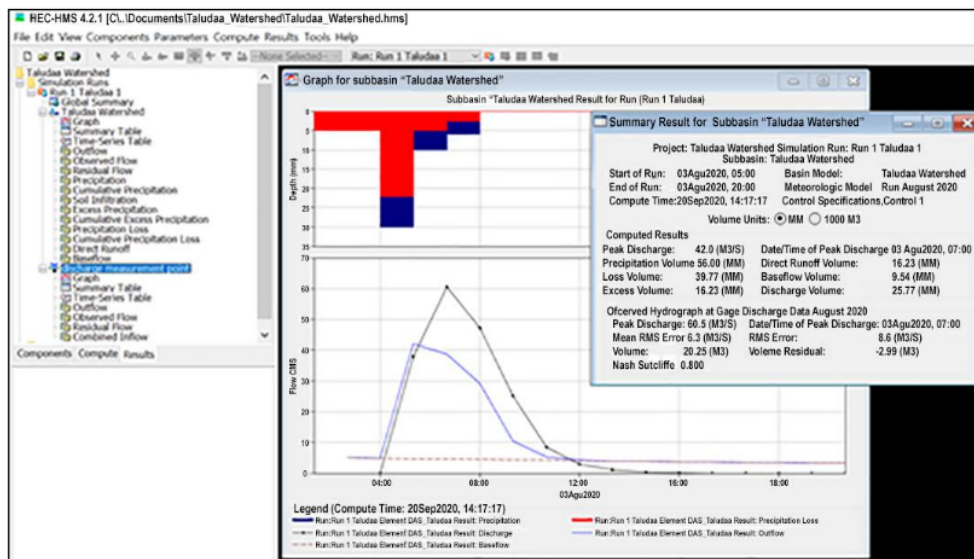 HEC-HMS 4.2.1 [C\..\Documents\Taludaa_Watershed\Taludaa_Watershed.hms]
File Edit View Components Parameters Compute Results Tools Help
--None Selected-- Run: Run 1 Taludaa 1
Taludaa Watershed
Simulation Runs
Run 1 Taludaa 1
Global Summary
Taludaa Watershed
Graph
Summary Table
Time-Series Table
Outflow
Observed Flow
Residual Flow
Precipitation
Cumulative Precipitation
Soil Infiltration
Excess Precipitation
Cumulative Excess Precipitation
Precipitation Loss
Cumulative Precipitation Loss
Direct Runoff
Baseflow
discharge measurement point
Graph
Summary Table
Time-Series Table
Outflow
Observed Flow
Residual Flow
Combined Inflow
Components Compute Results
Graph for subbasin “Taludaa Watershed”
Subbasin “Taludaa Watershed Result for Run (Run 1 Taludaa)
Depth (mm)
0
5
10
15
20
25
30
35
Flow CMS
70
60
50
40
30
20
10
0
04:00 08:00 12:00 16:00 18:00
03Agu2020
Legend (Compute Time: 20Sep2020, 14:17:17)
Run:Run 1 Taludaa Element DAS_Taludaa Result: Precipitation
Run:Run 1 Taludaa Element DAS_Taludaa Result: Precipitation Loss
Run:Run 1 Taludaa Element DAS_Taludaa Result: Discharge
Run:Run 1 Taludaa Element DAS_Taludaa Result: Outflow
Run:Run 1 Taludaa Element DAS_Taludaa Result: Baseflow
Summary Result for Subbasin “Taludaa Watershed”
Project: Taludaa Watershed Simulation Run: Run 1 Taludaa 1
Subbasin: Taludaa Watershed
Start of Run: 03Agu2020, 05:00 Basin Model: Taludaa Watershed
End of Run: 03Agu2020, 20:00 Meteorologic Model Run August 2020
Compute Time:20Sep2020, 14:17:17 Control Specifications,Control 1
Volume Units: MM 1000 M3
Computed Results
Peak Discharge: 42.0 (M3/S) Date/Time of Peak Discharge 03 Agu2020, 07:00
Precipitation Volume 56.00 (MM) Direct Runoff Volume: 16.23 (MM)
Loss Volume: 39.77 (MM) Baseflow Volume: 9.54 (MM)
Excess Volume: 16.23 (MM) Discharge Volume: 25.77 (MM)
Ofcerved Hydrograph at Gage Discharge Data August 2020
Peak Discharge: 60.5 (M3/S) Date/Time of Peak Discharge: 03Agu2020, 07:00
Mean RMS Error 6.3 (M3/S) RMS Error: 8.6 (M3/S)
Volume: 20.25 (M3) Voleme Residual: -2.99 (M3)
Nash Sutcliffe 0.800